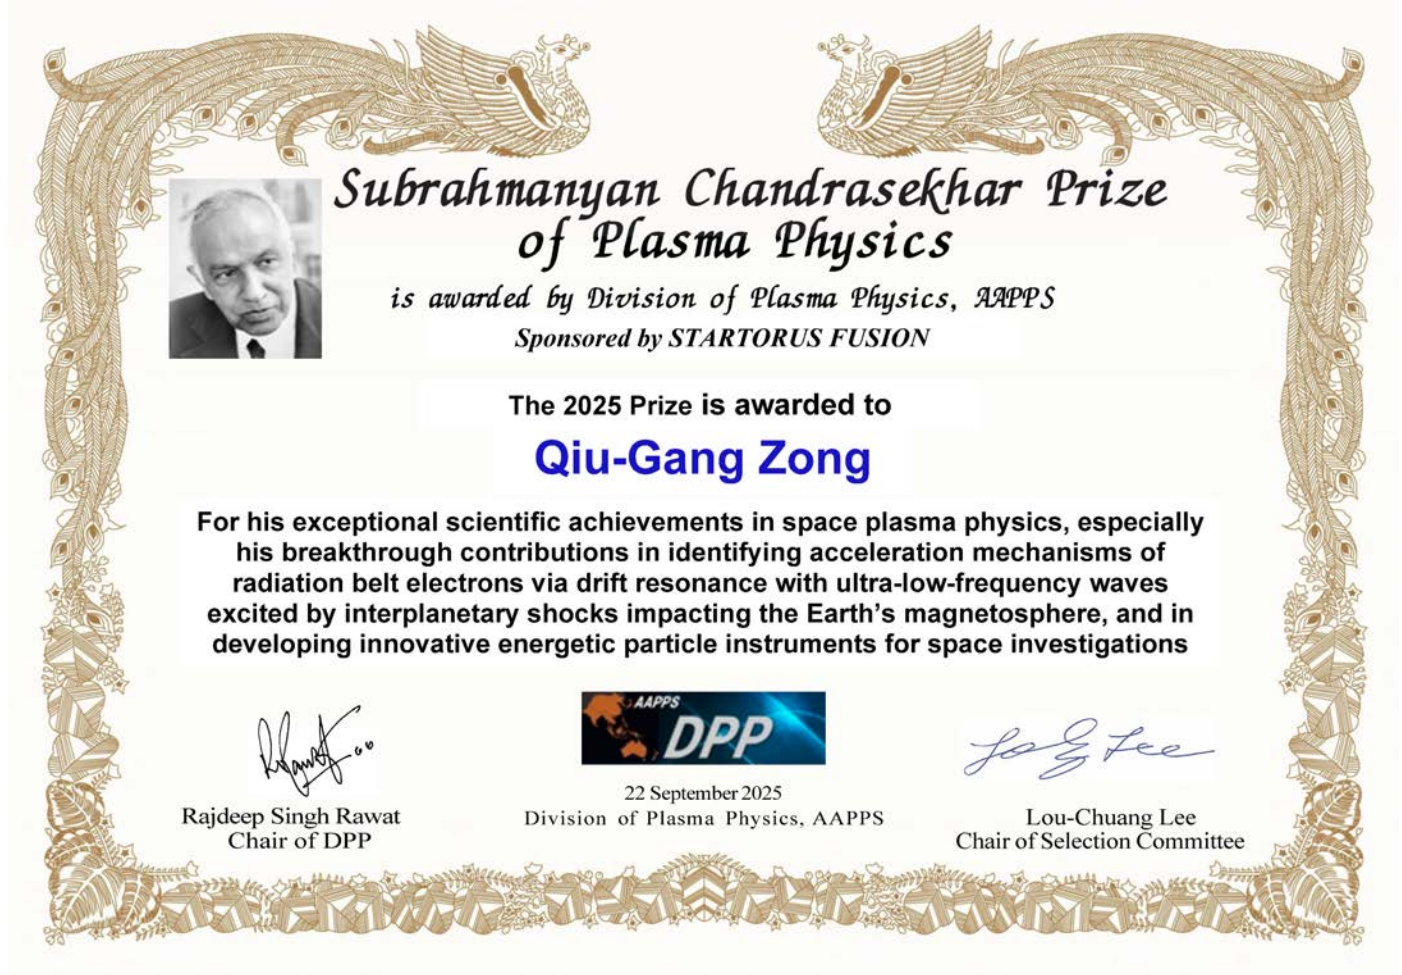 Subrahmanyan Chandrasekhar Prize
of Plasma Physics
is awarded by Division of Plasma Physics, AAPPS
Sponsored by STARTORUS FUSION
The 2025 Prize is awarded to
Qiu-Gang Zong
For his exceptional scientific achievements in space plasma physics, especially
his breakthrough contributions in identifying acceleration mechanisms of
radiation belt electrons via drift resonance with ultra-low-frequency waves
excited by interplanetary shocks impacting the Earth's magnetosphere, and in
developing innovative energetic particle instruments for space investigations
AAPPS
DPP
22 September 2025
Division of Plasma Physics, AAPPS
Rajdeep Singh Rawat
Chair of DPP
Lou-Chuang Lee
Chair of Selection Committee